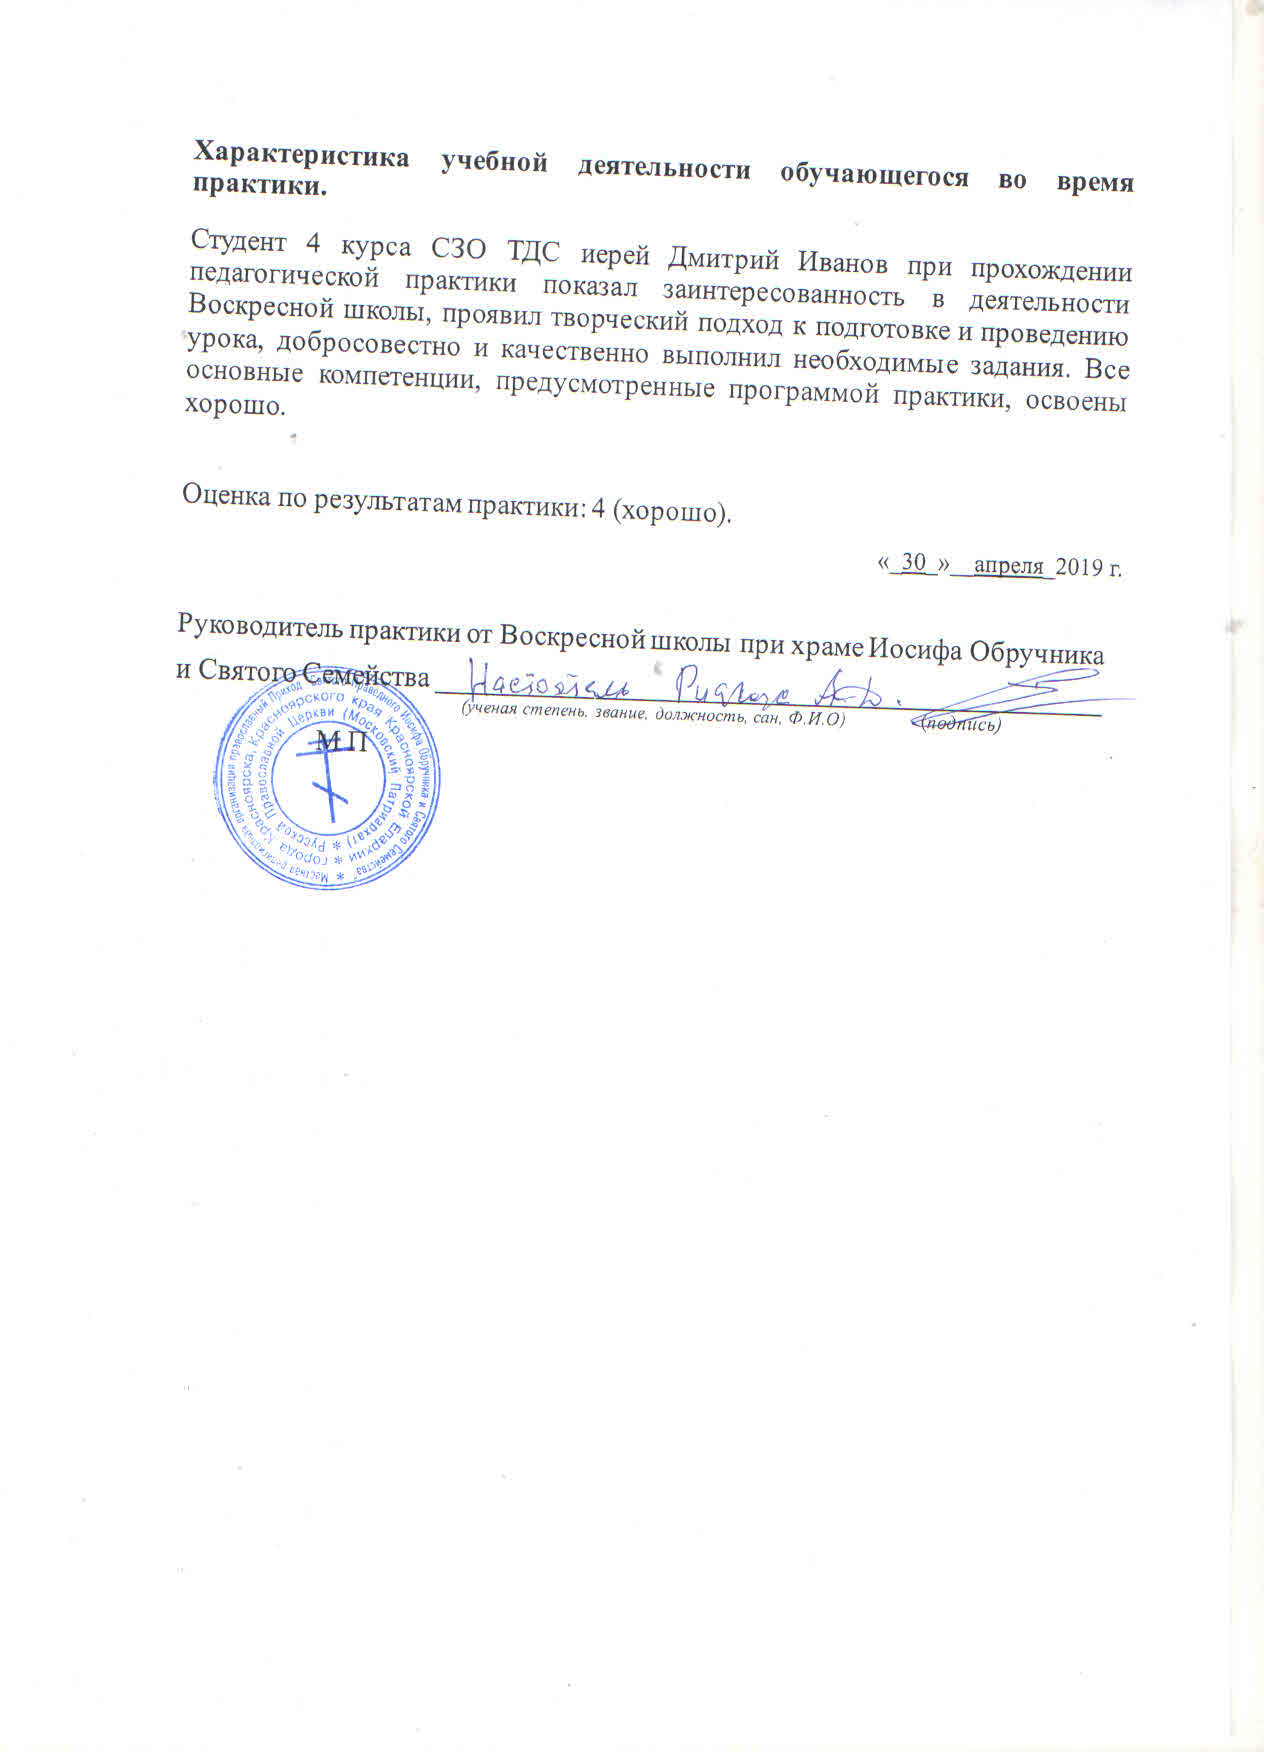 Характеристика учебной деятельности обучающегося во время
практики.
Студент 4 курса СЗО ТДС иерей Дмитрий Иванов при прохождении
педагогической практики показал заинтересованность в деятельности
Воскресной школы, проявил творческий подход к подготовке и проведению
урока, добросовестно и качественно выполнил необходимые задания. Все
основные компетенции, предусмотренные программой практики, освоены
хорошо.
Оценка по результатам практики: 4 (хорошо).
«_30_»__апреля_2019 г.
Руководитель практики от Воскресной школы при храме Иосифа Обручника
и Святого Семейства Настоятель
(ученая степень, звание, должность, сан, Ф.И.О) (подпись)
М.П
Местная религиозная организация православный Приход Праведного Иосифа Обручника и Святого Семейства"
города Красноярска, Красноярского края Красноярской Епархии
Русской Православной Церкви (Московский Патриархат)